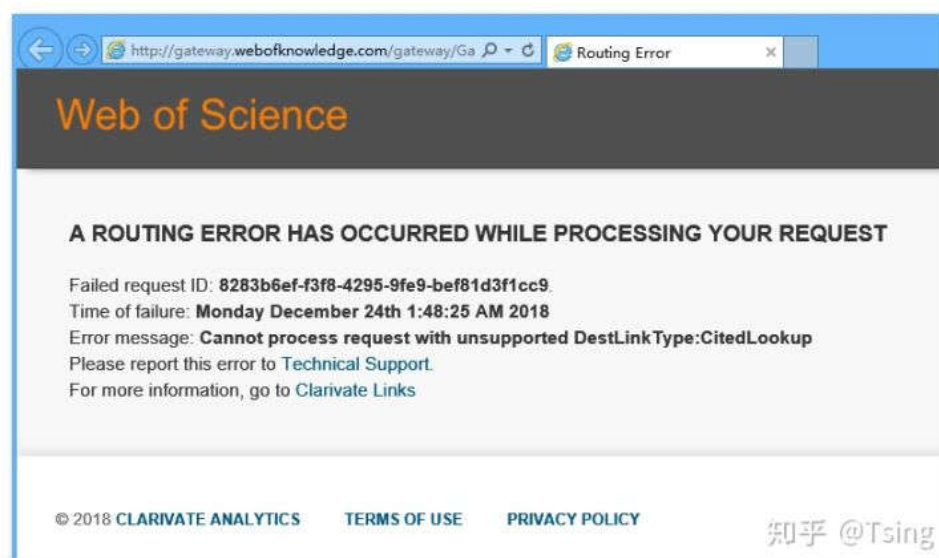 http://gateway.webofknowledge.com/gateway/Ga
Routing Error
Web of Science
A ROUTING ERROR HAS OCCURRED WHILE PROCESSING YOUR REQUEST
Failed request ID: 8283b6ef-f3f8-4295-9fe9-bef81d3f1cc9.
Time of failure: Monday December 24th 1:48:25 AM 2018
Error message: Cannot process request with unsupported DestLinkType:CitedLookup
Please report this error to Technical Support.
For more information, go to Clarivate Links
© 2018 CLARIVATE ANALYTICS TERMS OF USE PRIVACY POLICY
知乎 @Tsing